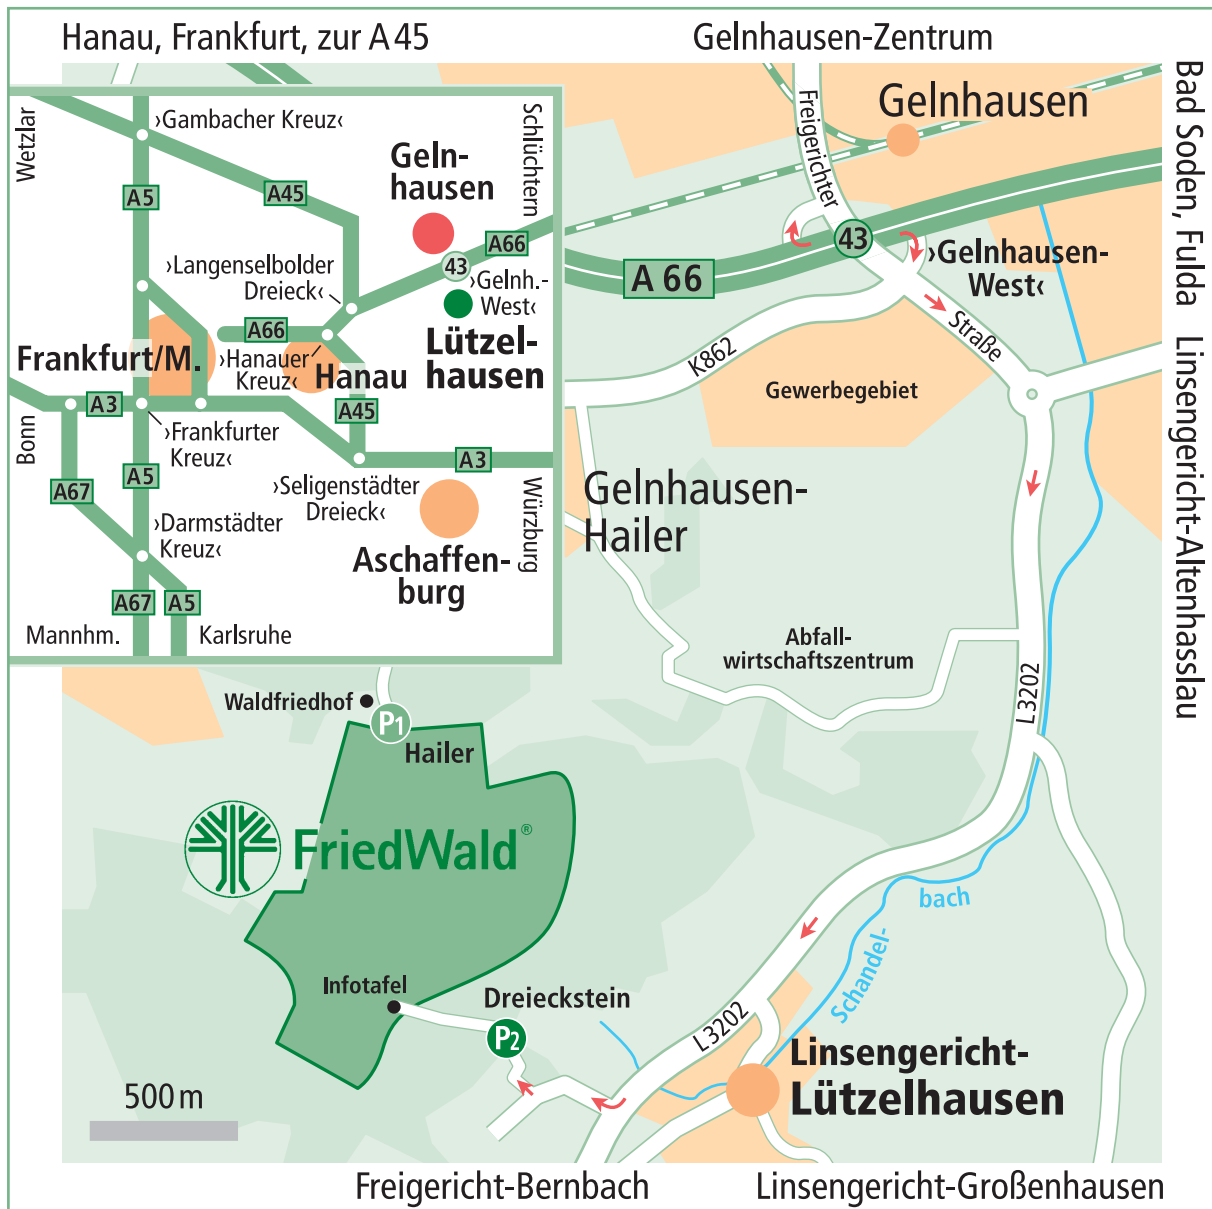 Hanau, Frankfurt, zur A 45
Gelnhausen-Zentrum
Bad Soden, Fulda
Linsengericht-Altenhasslau
Wetzlar
›Gambacher Kreuz‹
Schlüchtern
A5
A45
Geln-
hausen
A66
43
›Gelnh.-
West‹
›Langenselbolder
Dreieck‹
A66
Lützel-
hausen
Frankfurt/M.
›Hanauer
Kreuz‹
Hanau
A3
A45
Bonn
›Frankfurter
Kreuz‹
A3
A67
A5
›Seligenstädter
Dreieck‹
Würzburg
›Darmstädter
Kreuz‹
Aschaffen-
burg
A67
A5
Mannhm.
Karlsruhe
Freigerichter
Straße
Gelnhausen
43
A 66
›Gelnhausen-
West‹
K862
Gewerbegebiet
Gelnhausen-
Hailer
Abfall-
wirtschaftszentrum
L3202
Waldfriedhof
P1
Hailer
FriedWald®
Schandel-
bach
Infotafel
Dreieckstein
P2
L3202
Linsengericht-
Lützelhausen
500 m
Freigericht-Bernbach
Linsengericht-Großenhausen